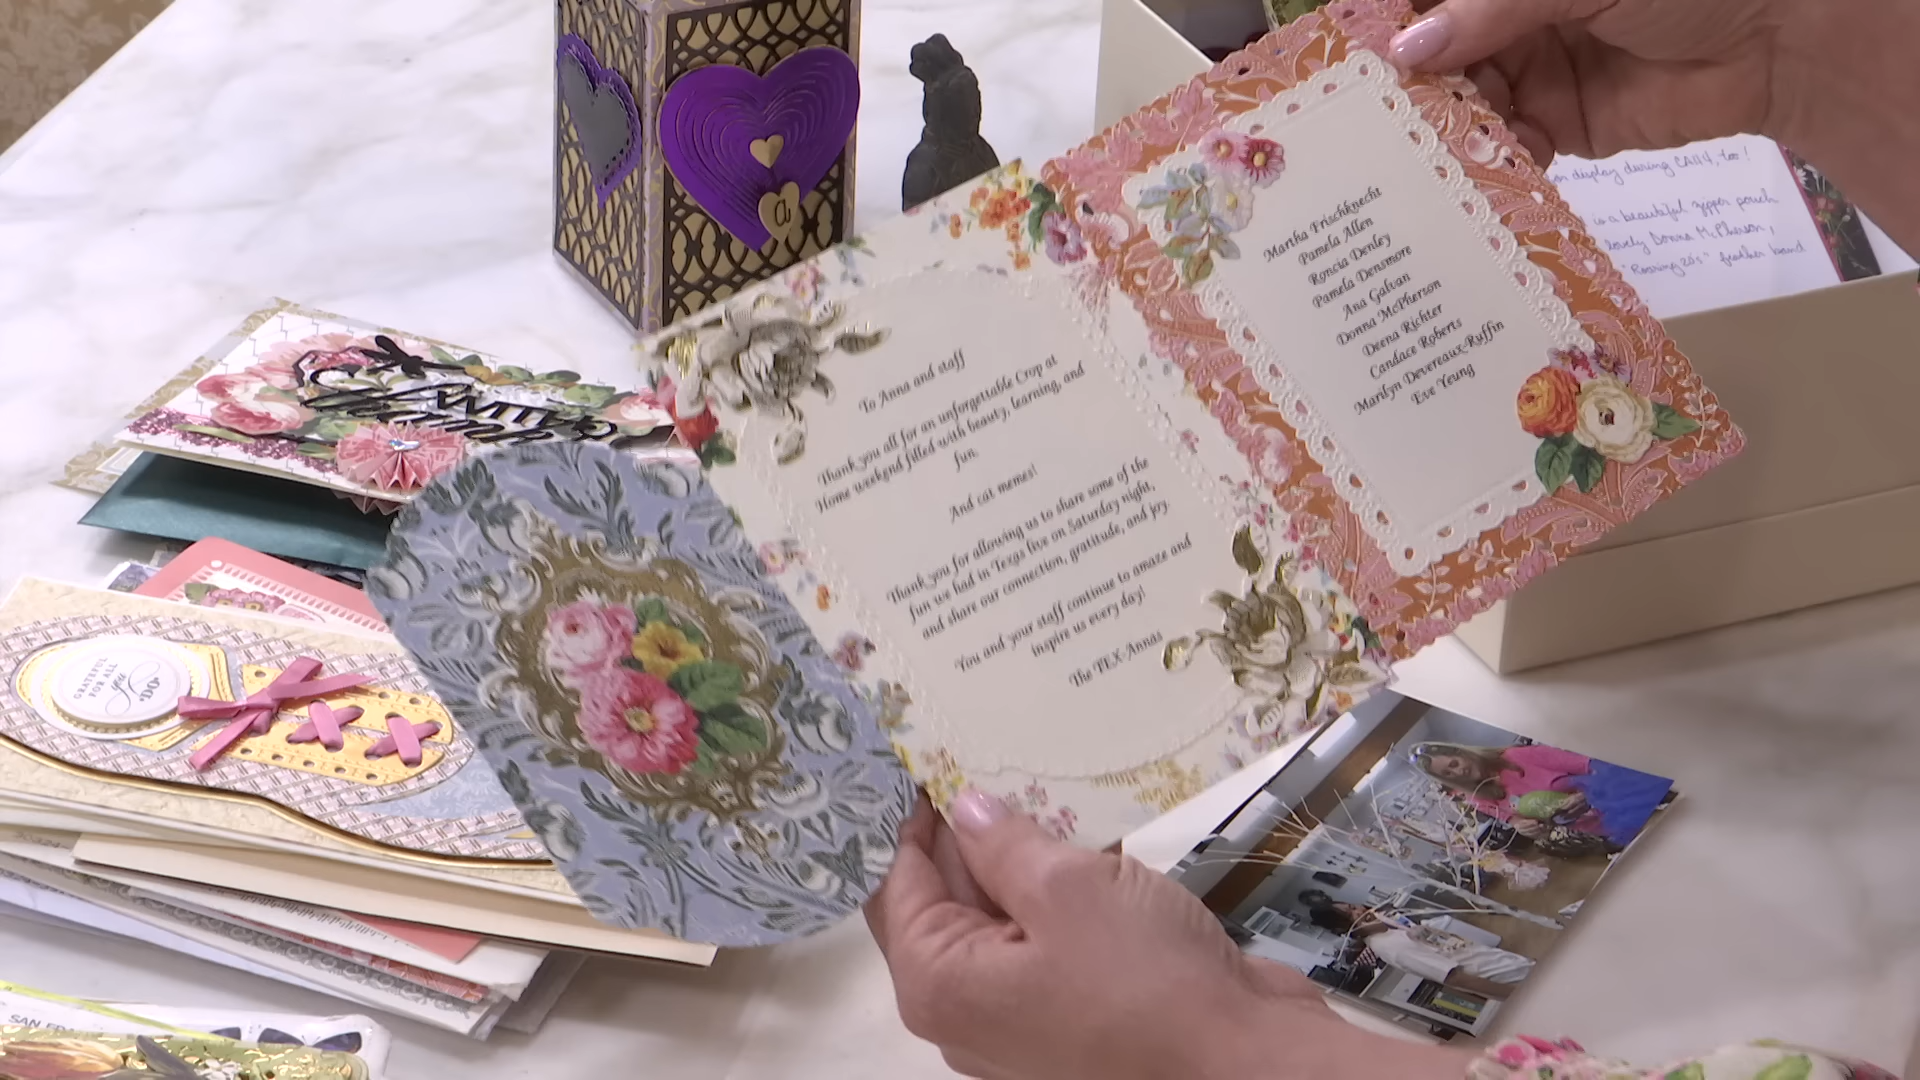 To Anna and staff
Thank you all for an unforgettable Crop at
Home weekend filled with beauty, learning, and
fun.
And cat memes!
Thank you for allowing us to share some of the
fun we had in Texas live on Saturday night,
and share our connection, gratitude, and joy.
You and your staff continue to amaze and
inspire us every day!
The TEX-Annas
Martha Frischknecht
Pamela Allen
Roncia Denley
Pamela Densmore
Ana Galvan
Donna McPherson
Deena Richter
Candace Roberts
Marilyn Devereaux-Ruffin
Eve Yeung
on display during CAH4, too!
is a beautiful zipper pouch
lovely Donna McPherson,
"Roaring 20's" feather band
a
GRATEFUL
FOR ALL
you
DO
SAN FRA